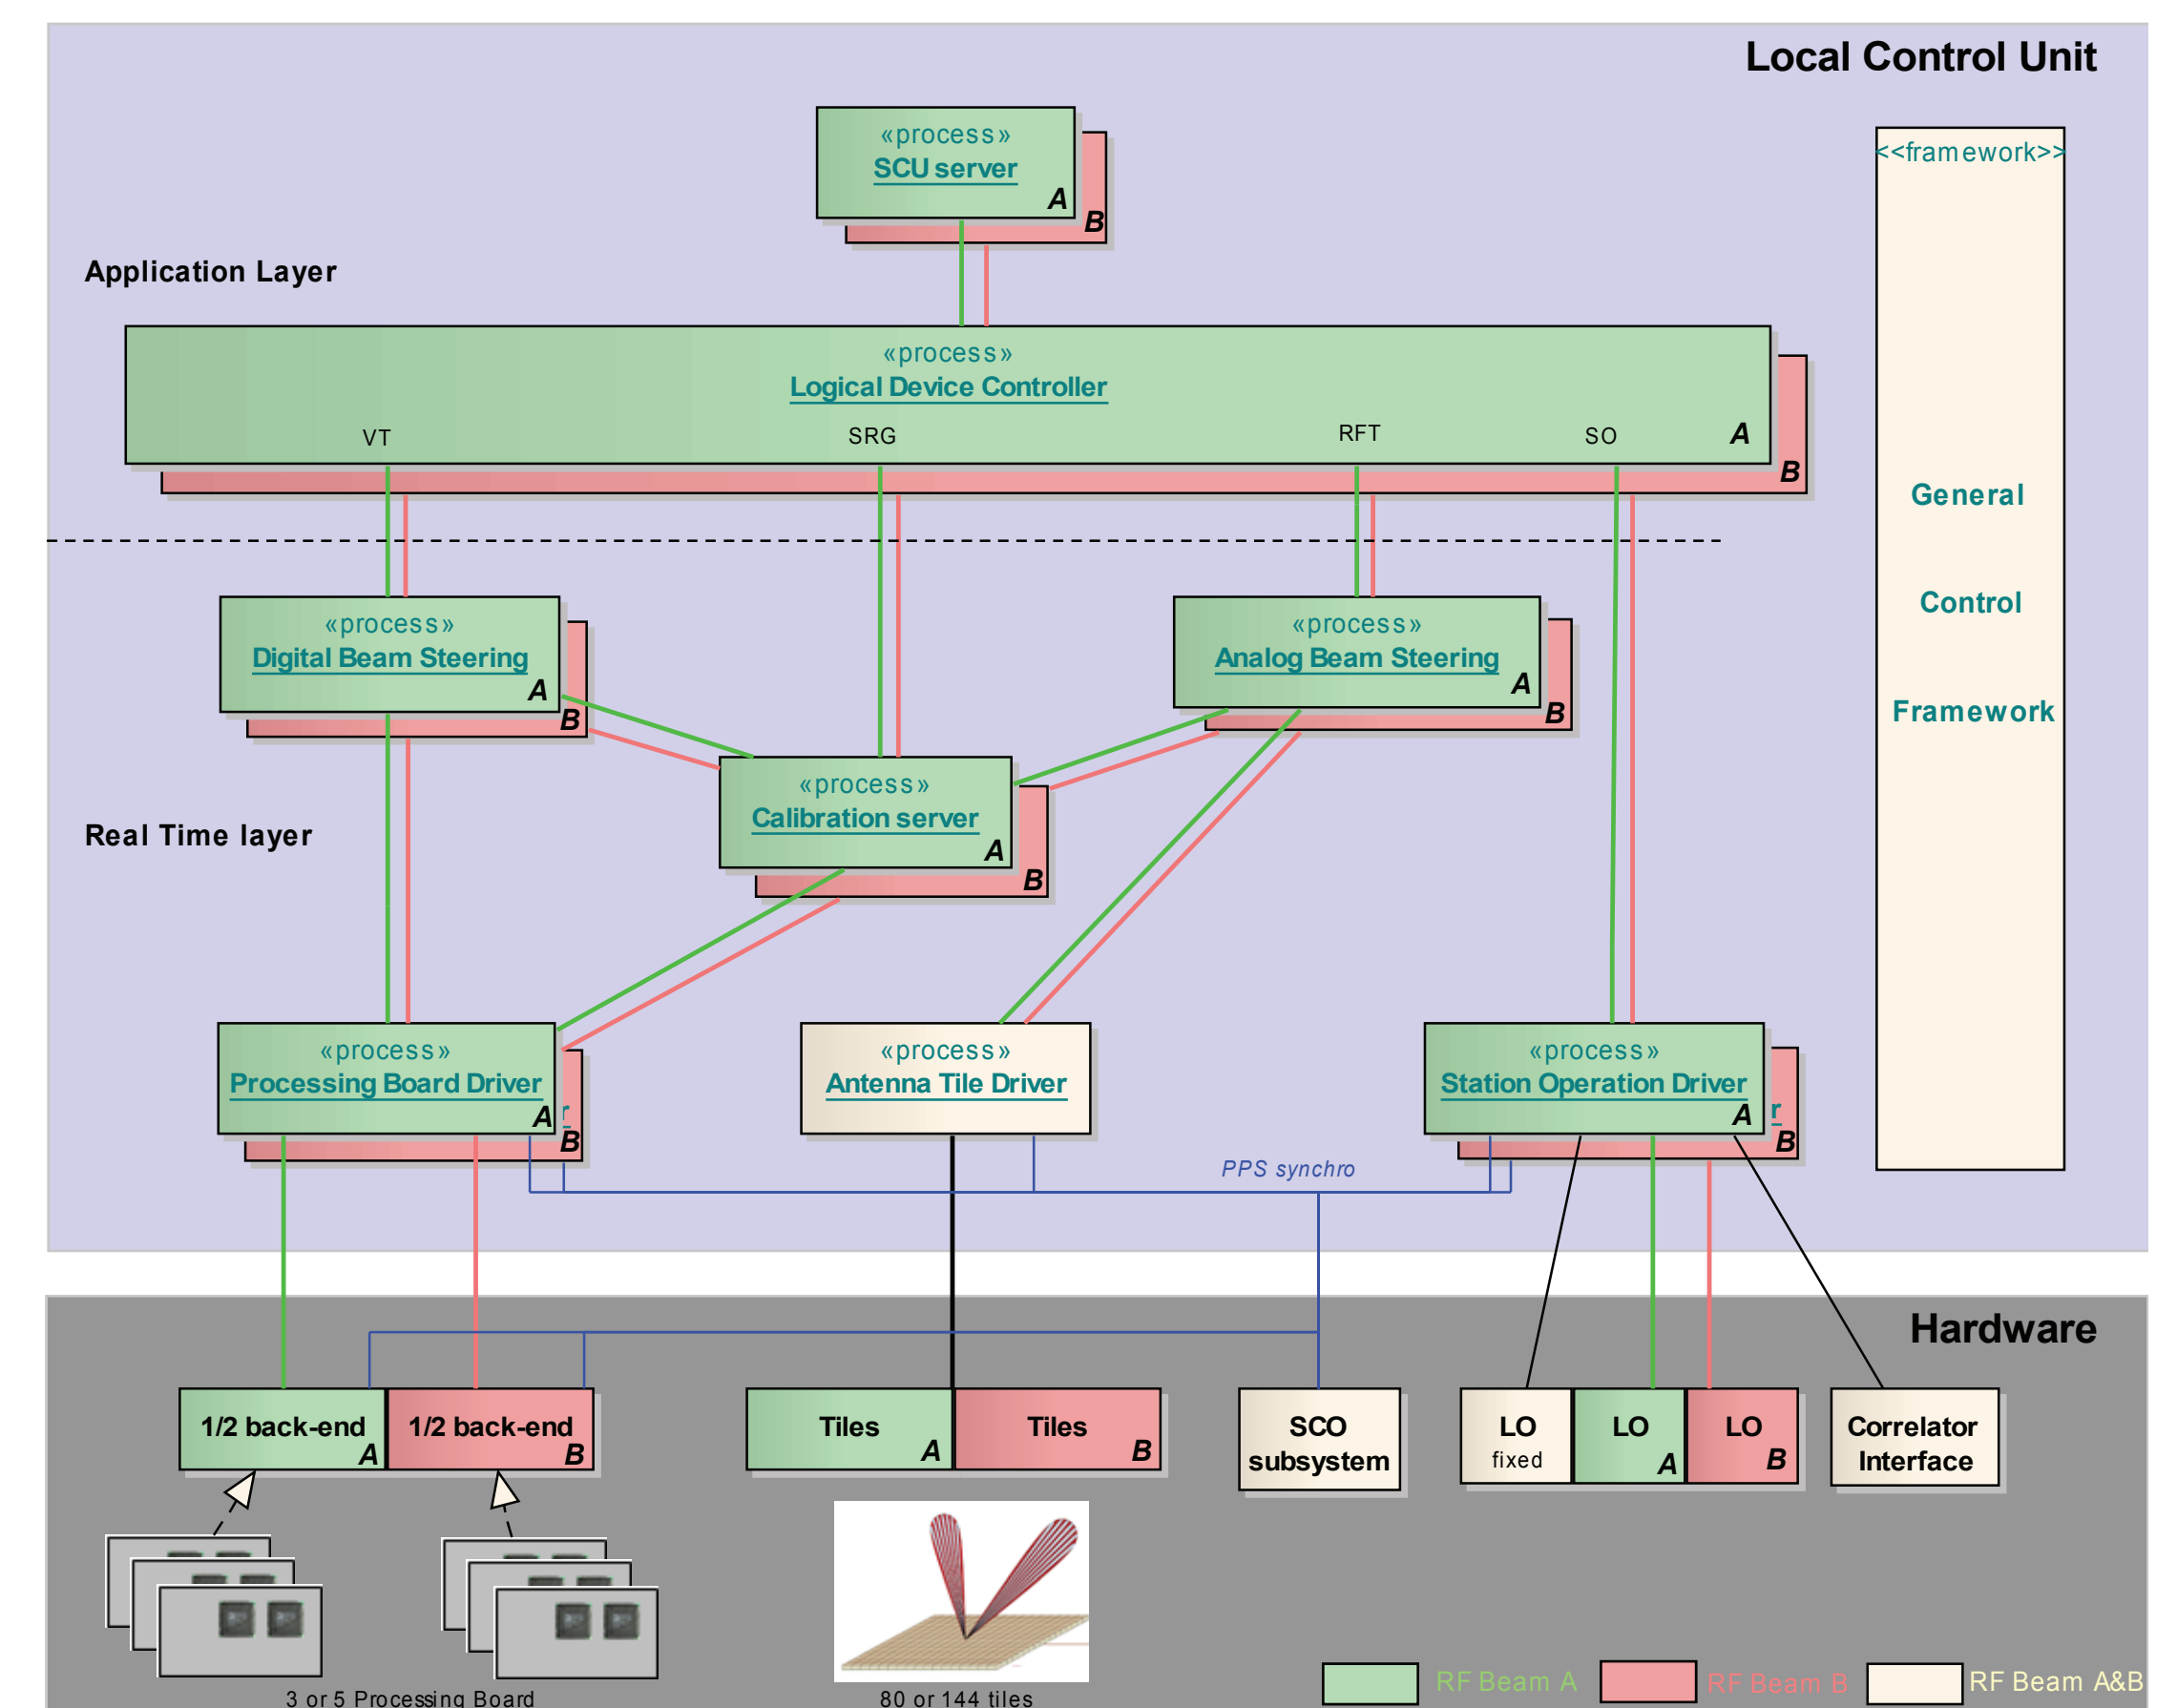 Local Control Unit
«process»
SCU server
A
B
<<framework>>
Application Layer
«process»
Logical Device Controller
VT
SRG
RFT
SO
A
B
General
Control
Framework
«process»
Digital Beam Steering
A
B
«process»
Analog Beam Steering
A
B
«process»
Calibration server
A
B
Real Time layer
«process»
Processing Board Driver
A
r
B
«process»
Antenna Tile Driver
«process»
Station Operation Driver
A
r
B
PPS synchro
Hardware
1/2 back-end
A
1/2 back-end
B
Tiles
A
Tiles
B
SCO
subsystem
LO
fixed
LO
A
LO
B
Correlator
Interface
3 or 5 Processing Board
80 or 144 tiles
RF Beam A
RF Beam B
RF Beam A&B